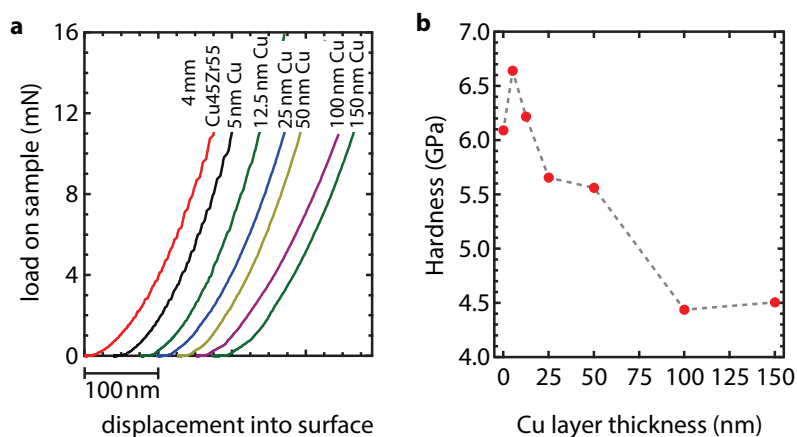 a
16
12
8
4
0
load on sample (mN)
4 mm
Cu45Zr55
5 nm Cu
12.5 nm Cu
25 nm Cu
50 nm Cu
100 nm Cu
150 nm Cu
100 nm
displacement into surface
b
7.0
6.5
6.0
5.5
5.0
4.5
4.0
Hardness (GPa)
0 25 50 75 100 125 150
Cu layer thickness (nm)